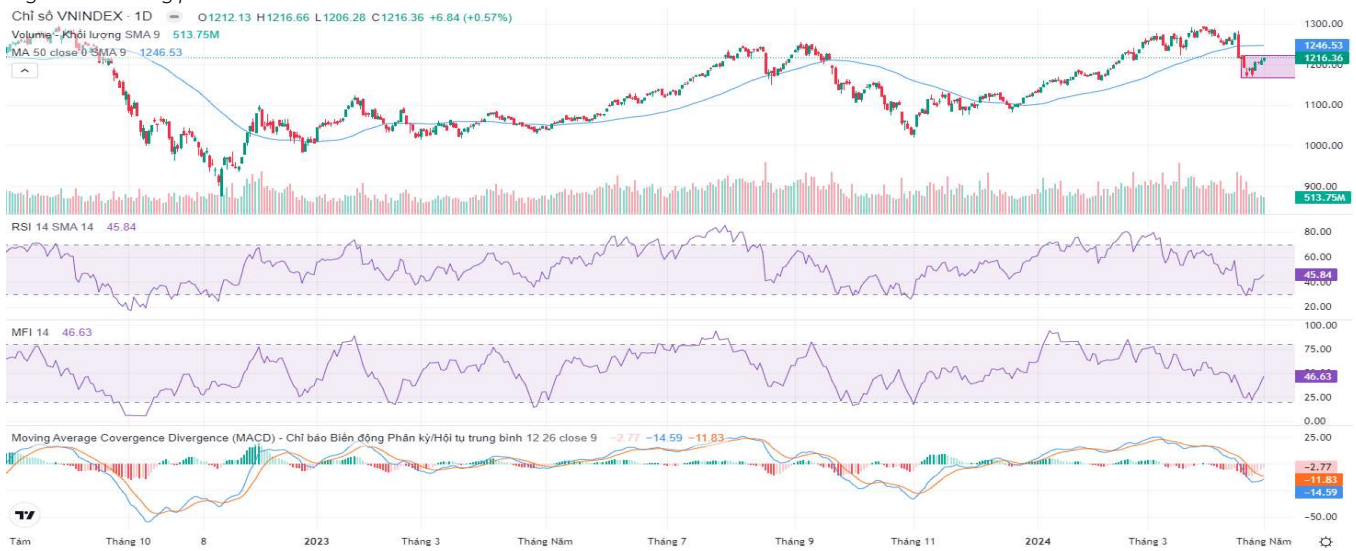 Chỉ số VNINDEX · 1D O1212.13 H1216.66 L1206.28 C1216.36 +6.84 (+0.57%)
Volume - Khối lượng SMA 9 513.75M
MA 50 close 0 SMA 9 1246.53
1300.00
1246.53
1216.36
1200.00
1100.00
1000.00
900.00
513.75M
RSI 14 SMA 14 45.84
80.00
60.00
45.84
40.00
20.00
MFI 14 46.63
100.00
75.00
46.63
25.00
0.00
Moving Average Covergence Divergence (MACD) - Chỉ báo Biến động Phân kỳ/Hội tụ trung bình 12 26 close 9 −2.77 −14.59 −11.83
25.00
−2.77
−11.83
−14.59
−50.00
Tám Tháng 10 8 2023 Tháng 3 Tháng Năm Tháng 7 Tháng 9 Tháng 11 2024 Tháng 3 Tháng Năm